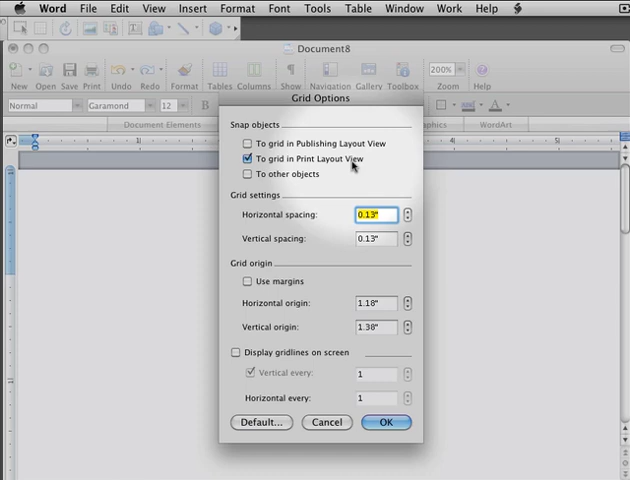 Word File Edit View Insert Format Font Tools Table Window Work Help
Document8
200%
New Open Save Print Undo Redo Format Tables Columns Show Navigation Gallery Toolbox Zoom Help
Normal Garamond 12 B
Document Elements WordArt
Grid Options
Snap objects
To grid in Publishing Layout View
To grid in Print Layout View
To other objects
Grid settings
Horizontal spacing: 0.13"
Vertical spacing: 0.13"
Grid origin
Use margins
Horizontal origin: 1.18"
Vertical origin: 1.38"
Display gridlines on screen
Vertical every: 1
Horizontal every: 1
Default... Cancel OK